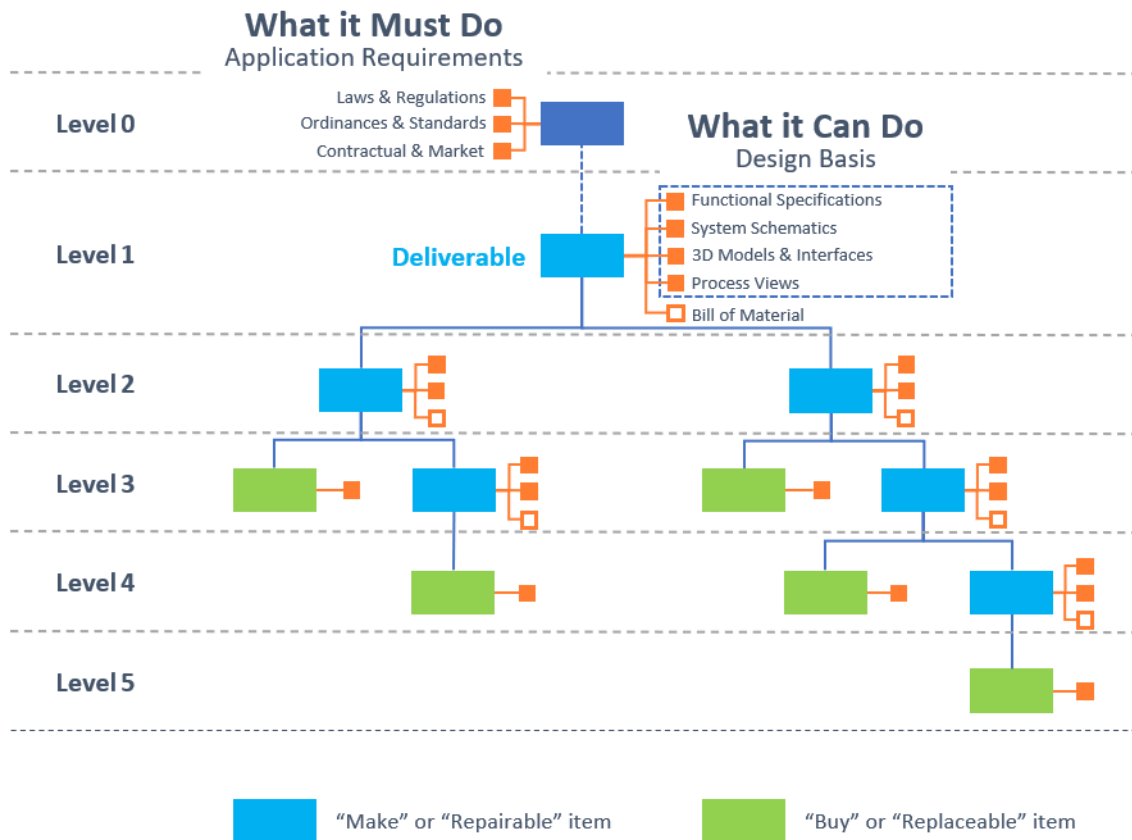 What it Must Do
Application Requirements
Level 0
Laws & Regulations
Ordinances & Standards
Contractual & Market
What it Can Do
Design Basis
Level 1
Deliverable
Functional Specifications
System Schematics
3D Models & Interfaces
Process Views
Bill of Material
Level 2
Level 3
Level 4
Level 5
“Make” or “Repairable” item
“Buy” or “Replaceable” item